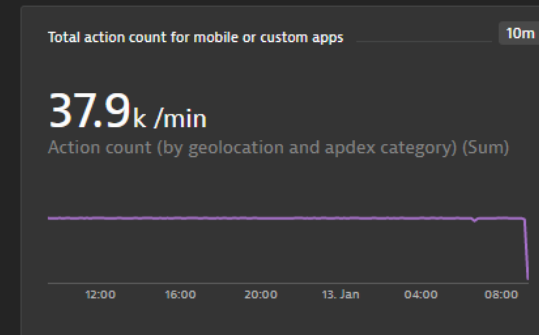 Total action count for mobile or custom apps 10m
37.9k /min
Action count (by geolocation and apdex category) (Sum)
12:00 16:00 20:00 13. Jan 04:00 08:00